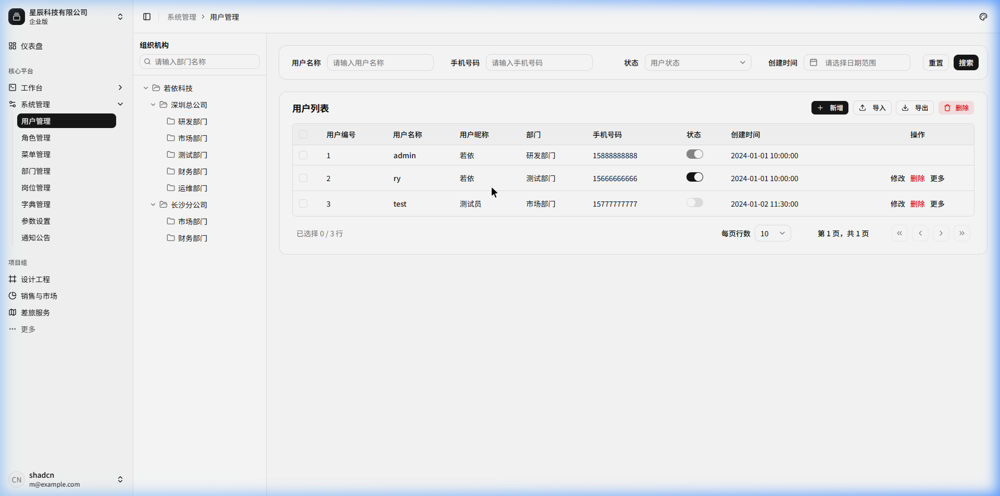 星辰科技有限公司
企业版
仪表盘
核心平台
工作台
系统管理
用户管理
角色管理
菜单管理
部门管理
岗位管理
字典管理
参数设置
通知公告
项目组
设计工程
销售与市场
差旅服务
更多
CN
shadcn
m@example.com
系统管理 用户管理
组织机构
请输入部门名称
若依科技
深圳总公司
研发部门
市场部门
测试部门
财务部门
运维部门
长沙分公司
市场部门
财务部门
用户名称 请输入用户名称 手机号码 请输入手机号码 状态 用户状态 创建时间 请选择日期范围 重置 搜索
用户列表 新增 导入 导出 删除
用户编号 用户名称 用户昵称 部门 手机号码 状态 创建时间 操作
1 admin 若依 研发部门 15888888888 2024-01-01 10:00:00
2 ry 若依 测试部门 15666666666 2024-01-01 10:00:00 修改 删除 更多
3 test 测试员 市场部门 15777777777 2024-01-02 11:30:00 修改 删除 更多
已选择 0 / 3 行 每页行数 10 第 1 页，共 1 页